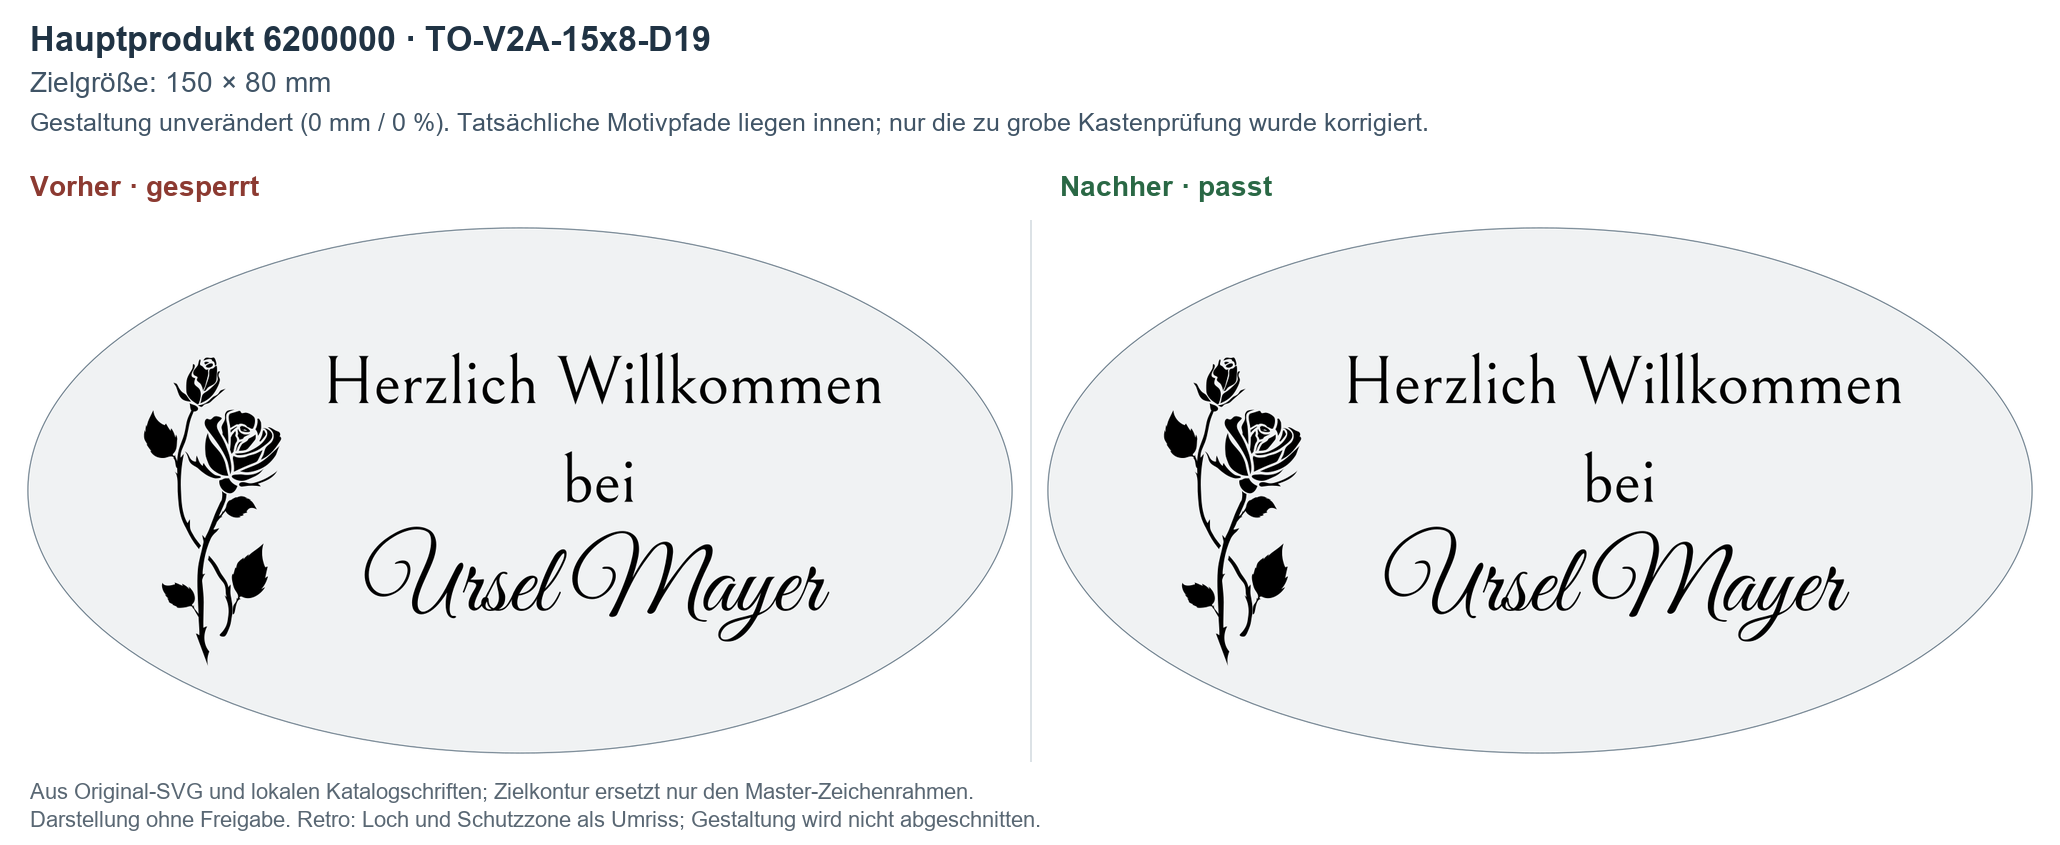 Hauptprodukt 6200000 · TO-V2A-15x8-D19
Zielgröße: 150 × 80 mm
Gestaltung unverändert (0 mm / 0 %). Tatsächliche Motivpfade liegen innen; nur die zu grobe Kastenprüfung wurde korrigiert.
Vorher · gesperrt
Herzlich Willkommen
bei
Ursel Mayer
Nachher · passt
Herzlich Willkommen
bei
Ursel Mayer
Aus Original-SVG und lokalen Katalogschriften; Zielkontur ersetzt nur den Master-Zeichenrahmen.
Darstellung ohne Freigabe. Retro: Loch und Schutzzone als Umriss; Gestaltung wird nicht abgeschnitten.